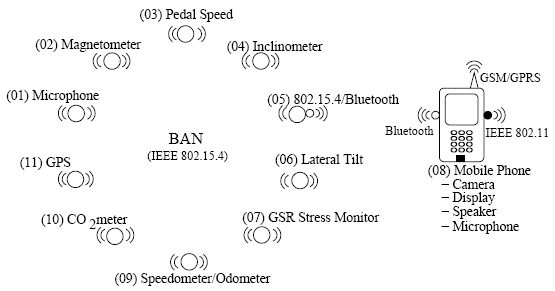 (03) Pedal Speed
(02) Magnetometer
(04) Inclinometer
GSM/GPRS
(01) Microphone
(05) 802.15.4/Bluetooth
Bluetooth
IEEE 802.11
BAN
(IEEE 802.15.4)
(11) GPS
(06) Lateral Tilt
(08) Mobile Phone
– Camera
– Display
– Speaker
– Microphone
(10) CO2meter
(07) GSR Stress Monitor
(09) Speedometer/Odometer